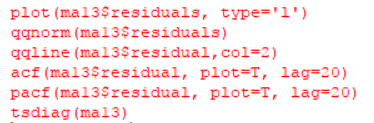 plot(ma13$residuals, type='l')
qqnorm(ma13$residuals)
qqline(ma13$residual,col=2)
acf(ma13$residual, plot=T, lag=20)
pacf(ma13$residual, plot=T, lag=20)
tsdiag(ma13)